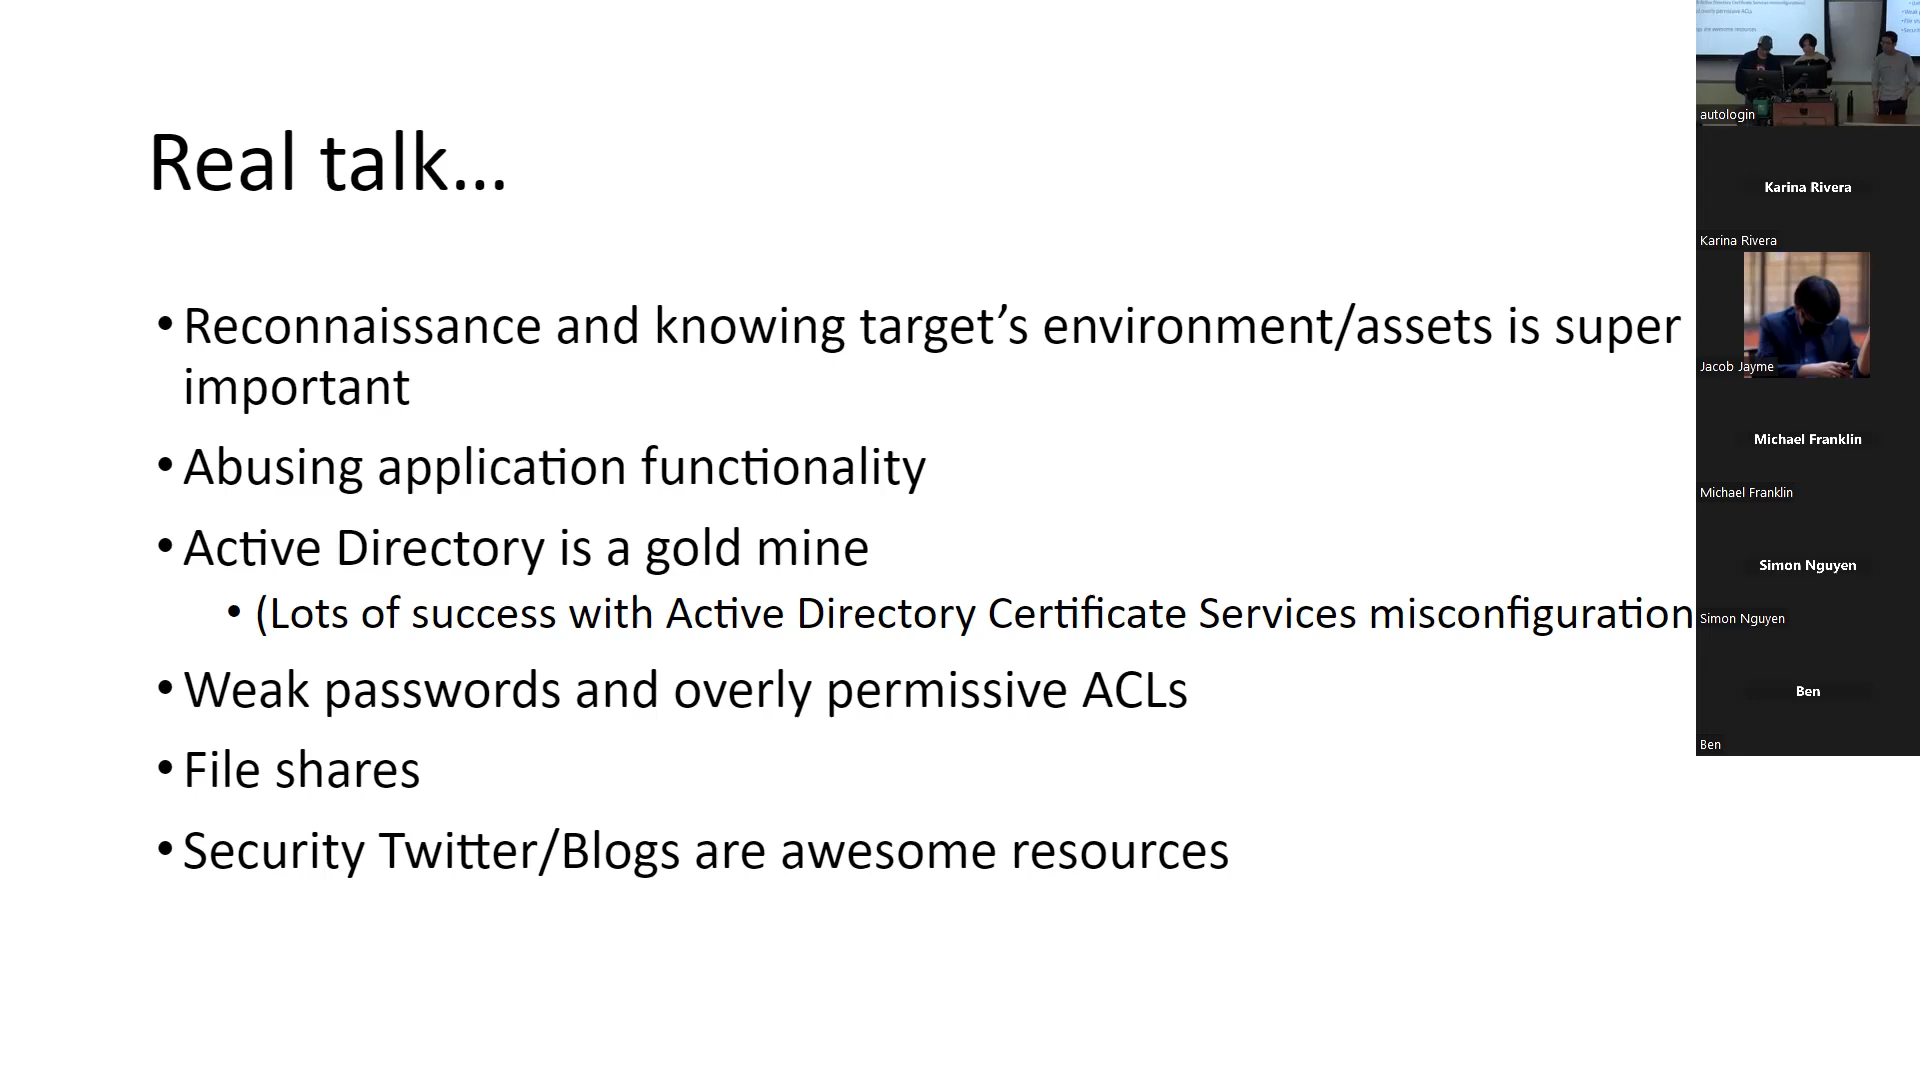 Real talk…
• Reconnaissance and knowing target’s environment/assets is super
important
• Abusing application functionality
• Active Directory is a gold mine
• (Lots of success with Active Directory Certificate Services misconfiguration
• Weak passwords and overly permissive ACLs
• File shares
• Security Twitter/Blogs are awesome resources
autologin
Karina Rivera
Karina Rivera
Jacob Jayme
Michael Franklin
Michael Franklin
Simon Nguyen
Simon Nguyen
Ben
Ben